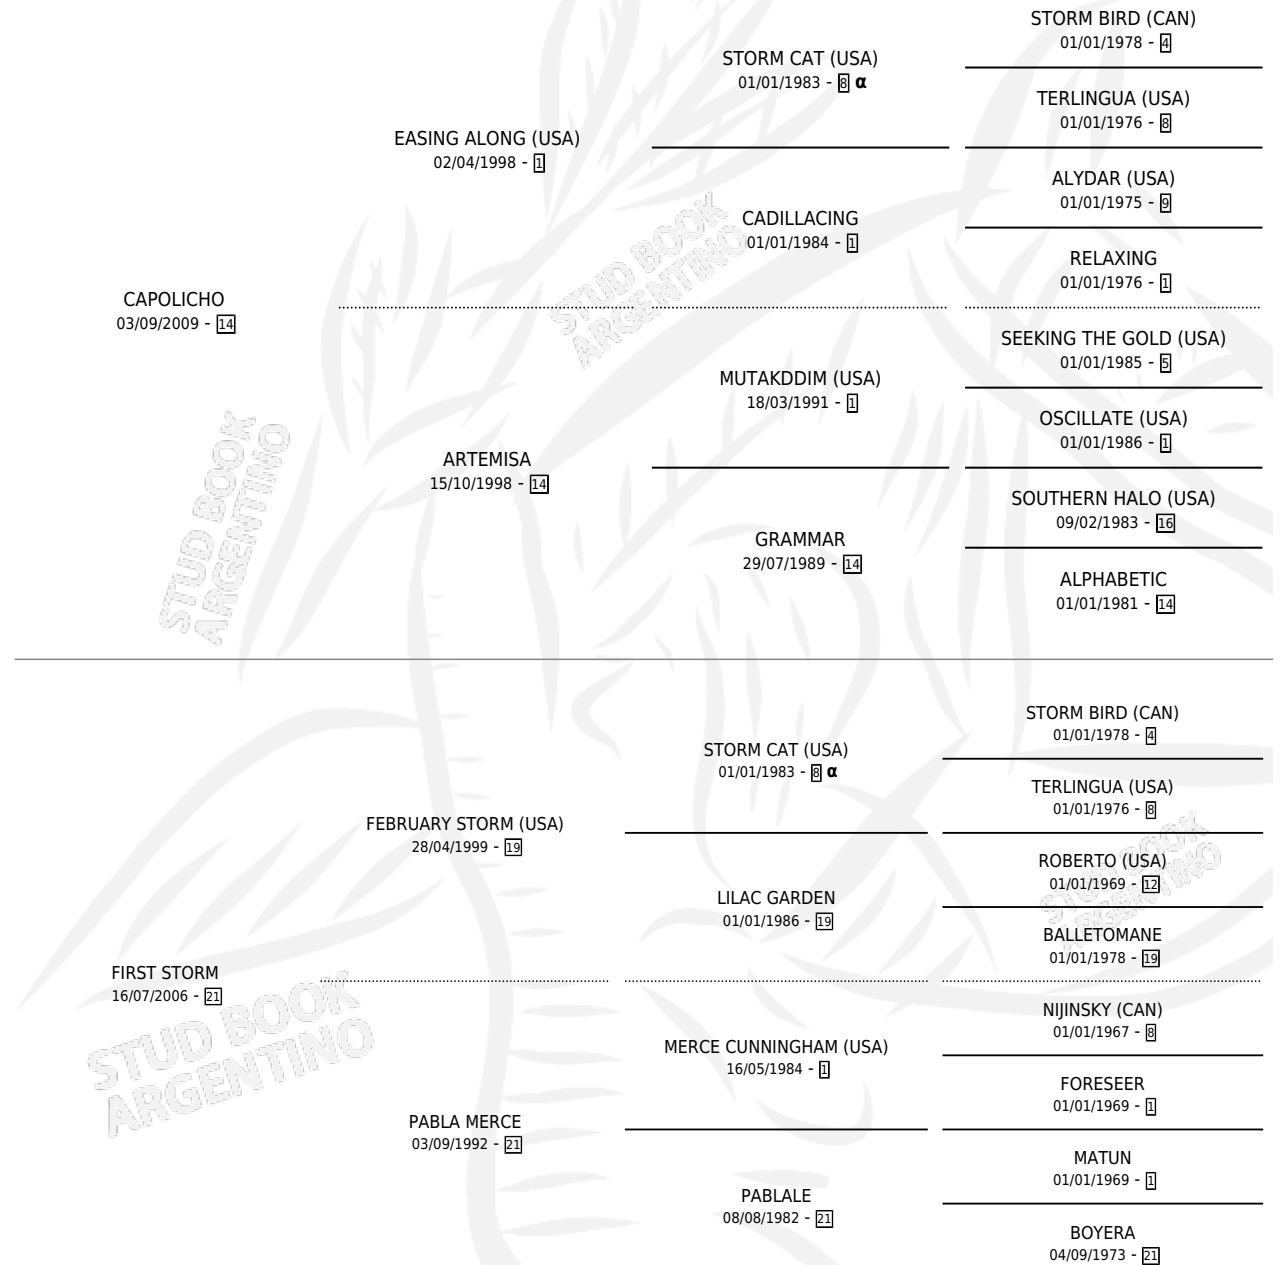 STORM BIRD (CAN)
01/01/1978 - 4
STORM CAT (USA)
01/01/1983 - 8 α
TERLINGUA (USA)
01/01/1976 - 8
EASING ALONG (USA)
02/04/1998 - 1
ALYDAR (USA)
01/01/1975 - 9
CADILLACING
01/01/1984 - 1
RELAXING
01/01/1976 - 1
CAPOLICHO
03/09/2009 - 14
STUD BOOK
ARGENTINO
SEEKING THE GOLD (USA)
01/01/1985 - 5
MUTAKDDIM (USA)
18/03/1991 - 1
OSCILLATE (USA)
01/01/1986 - 1
ARTEMISA
15/10/1998 - 14
STUD BOOK
ARGENTINO
SOUTHERN HALO (USA)
09/02/1983 - 16
GRAMMAR
29/07/1989 - 14
ALPHABETIC
01/01/1981 - 14
STORM BIRD (CAN)
01/01/1978 - 4
STORM CAT (USA)
01/01/1983 - 8 α
TERLINGUA (USA)
01/01/1976 - 8
FEBRUARY STORM (USA)
28/04/1999 - 19
ROBERTO (USA)
01/01/1969 - 12
STUD BOOK
ARGENTINO
LILAC GARDEN
01/01/1986 - 19
BALLETOMANE
01/01/1978 - 19
FIRST STORM
16/07/2006 - 21
STUD BOOK
ARGENTINO
NIJINSKY (CAN)
01/01/1967 - 8
MERCE CUNNINGHAM (USA)
16/05/1984 - 1
FORESEER
01/01/1969 - 1
PABLA MERCE
03/09/1992 - 21
MATUN
01/01/1969 - 1
PABLALE
08/08/1982 - 21
BOYERA
04/09/1973 - 21